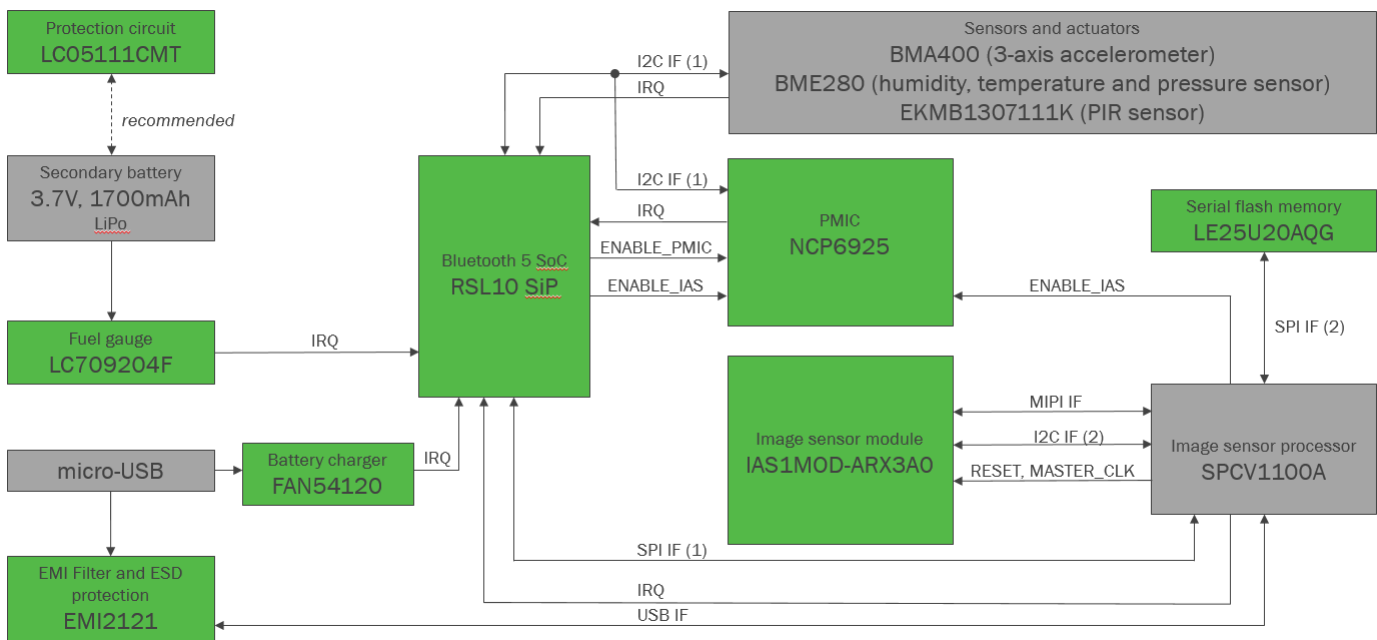 Protection circuit
LC05111CMT
recommended
Secondary battery
3.7V, 1700mAh
LiPo
Fuel gauge
LC709204F
IRQ
micro-USB
Battery charger
FAN54120
IRQ
EMI Filter and ESD
protection
EMI2121
Bluetooth 5 SoC
RSL10 SiP
I2C IF (1)
IRQ
Sensors and actuators
BMA400 (3-axis accelerometer)
BME280 (humidity, temperature and pressure sensor)
EKMB1307111K (PIR sensor)
I2C IF (1)
IRQ
ENABLE_PMIC
ENABLE_IAS
PMIC
NCP6925
ENABLE_IAS
Serial flash memory
LE25U20AQG
SPI IF (2)
Image sensor module
IAS1MOD-ARX3A0
MIPI IF
I2C IF (2)
RESET, MASTER_CLK
Image sensor processor
SPCV1100A
SPI IF (1)
IRQ
USB IF